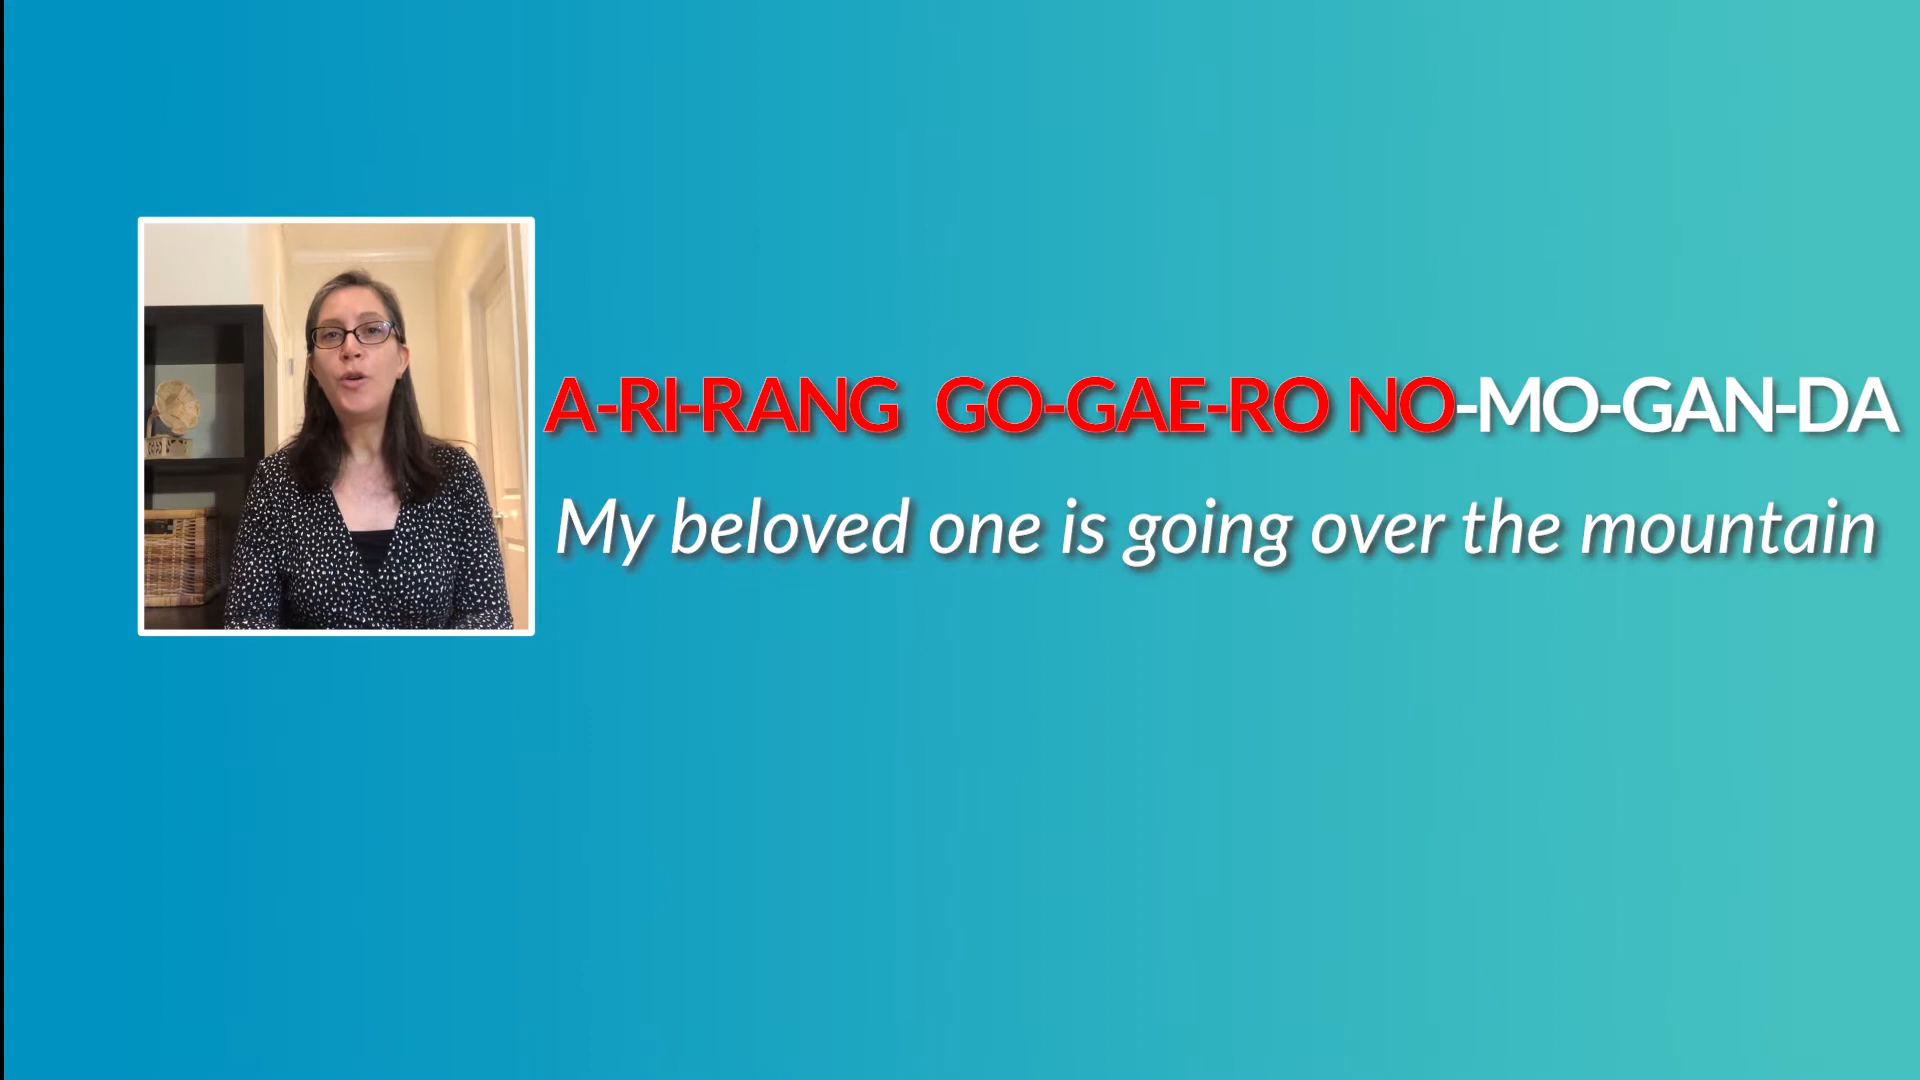 A-RI-RANG GO-GAE-RO NO-MO-GAN-DA
My beloved one is going over the mountain